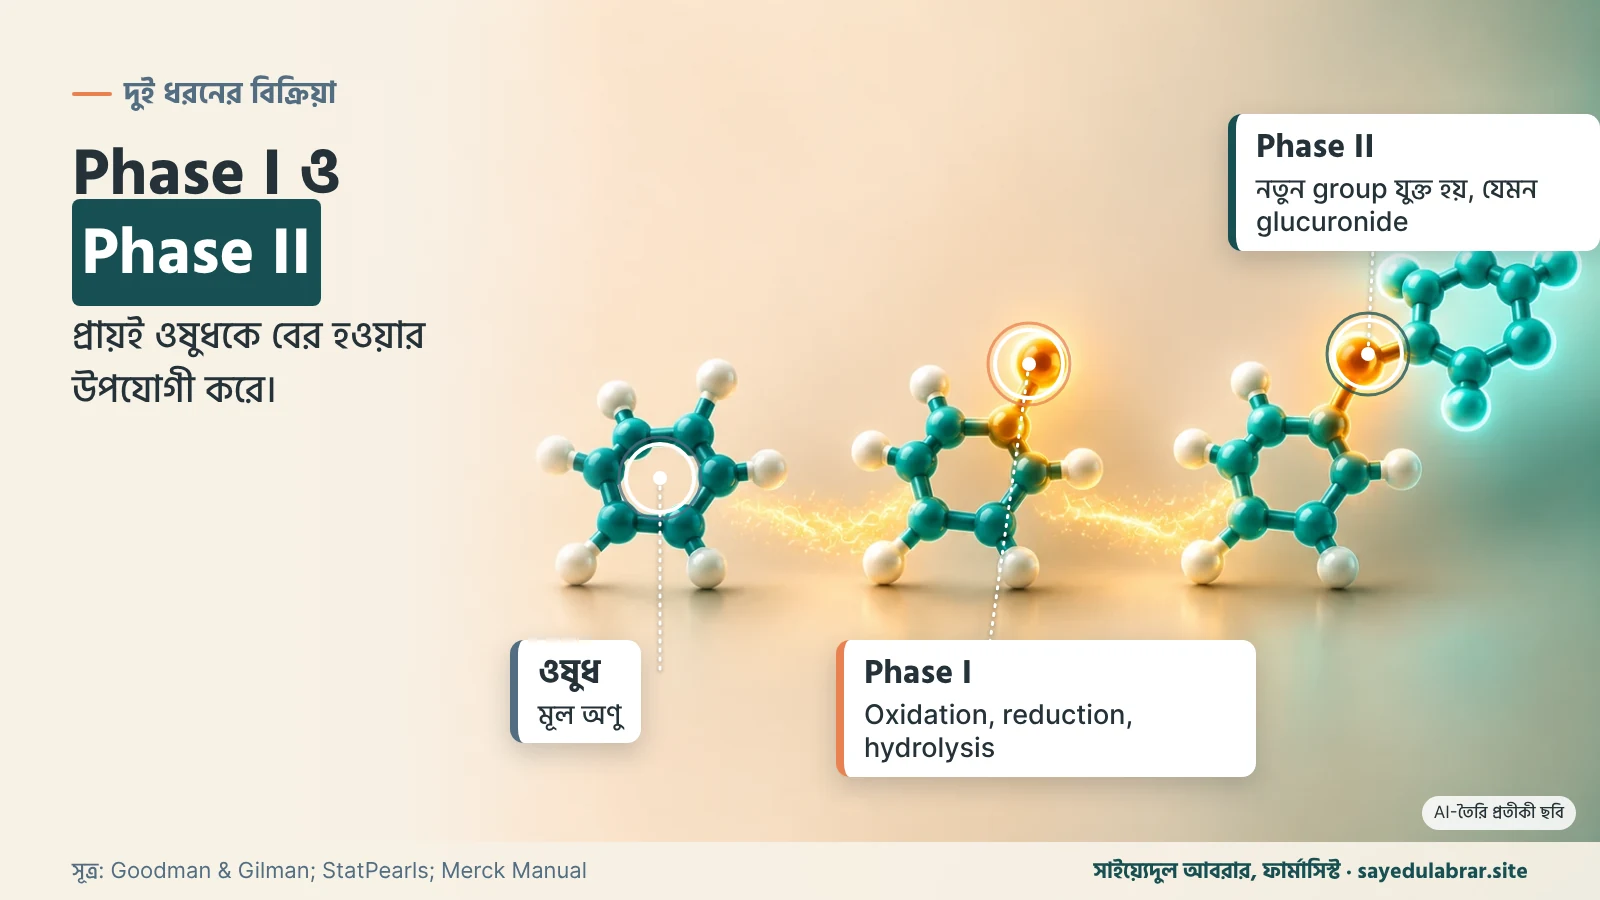 দুই ধরনের বিক্রিয়া
Phase I ও
Phase II
প্রায়ই ওষুধকে বের হওয়ার
উপযোগী করে।
Phase II
নতুন group যুক্ত হয়, যেমন
glucuronide
ওষুধ
মূল অণু
Phase I
Oxidation, reduction,
hydrolysis
AI-তৈরি প্রতীকী ছবি
সূত্র: Goodman & Gilman; StatPearls; Merck Manual
সাইয়্যেদুল আবরার, ফার্মাসিস্ট · sayedulabrar.site